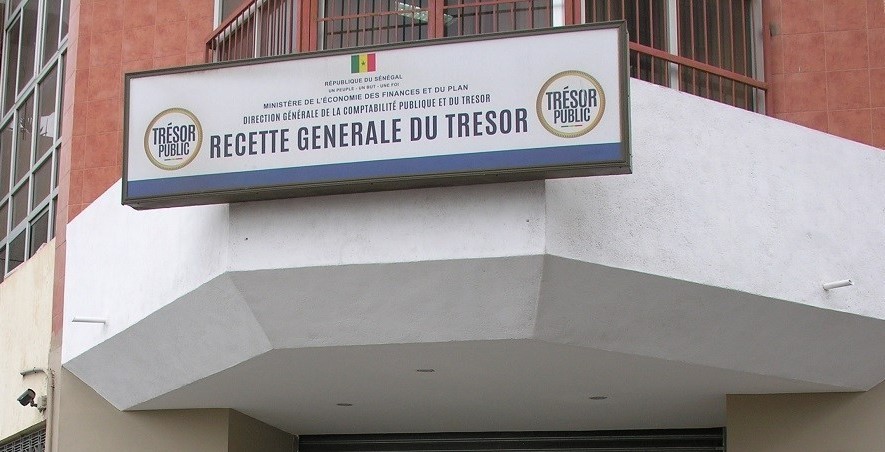 RÉPUBLIQUE DU SÉNÉGAL
UN PEUPLE - UN BUT - UNE FOI
MINISTÈRE DE L'ÉCONOMIE DES FINANCES ET DU PLAN
DIRECTION GÉNÉRALE DE LA COMPTABILITÉ PUBLIQUE ET DU TRESOR
RECETTE GENERALE DU TRESOR
TRÉSOR
PUBLIC
TRÉSOR
PUBLIC